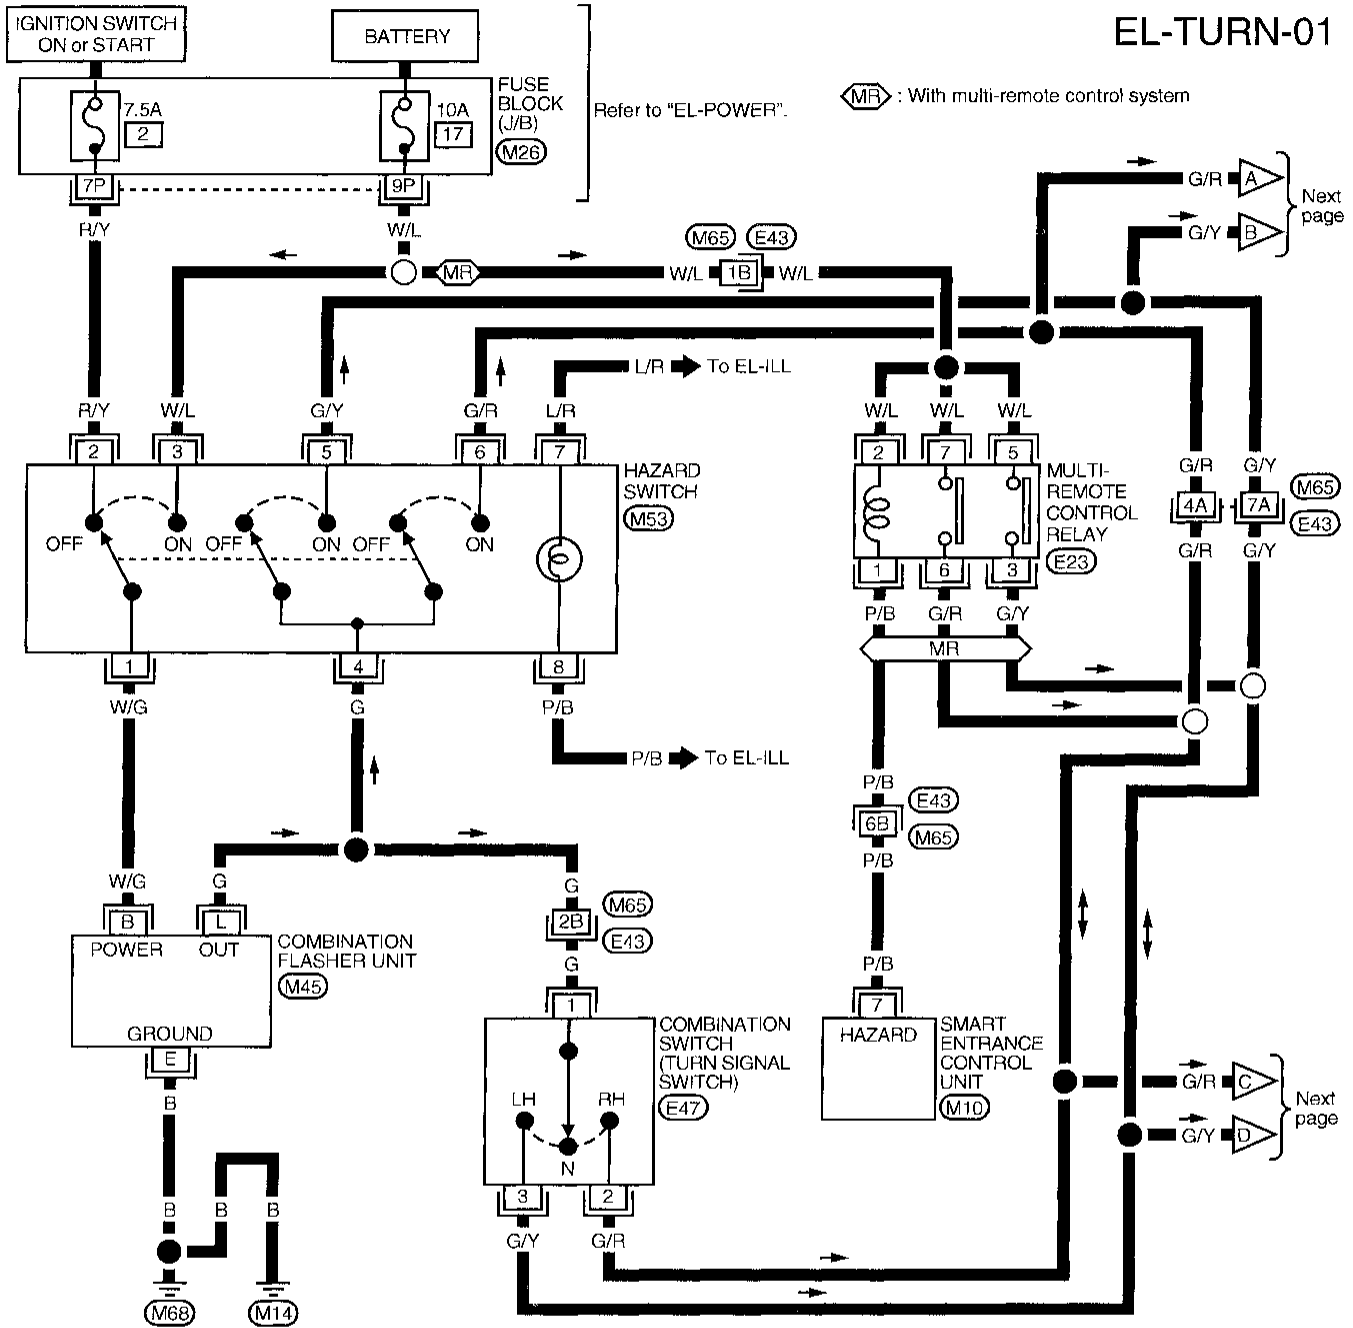 IGNITION SWITCH
ON or START
BATTERY
EL-TURN-01
7.5A
2
10A
17
FUSE
BLOCK
(J/B)
M26
Refer to "EL-POWER".
MR : With multi-remote control system
7P
9P
R/Y
W/L
G/R
A
G/Y
B
Next
page
M65
E43
MR
W/L
1B
W/L
L/R
To EL-ILL
R/Y
W/L
G/Y
G/R
L/R
W/L
W/L
W/L
2
3
5
6
7
2
7
5
HAZARD
SWITCH
M53
OFF
ON
OFF
ON
OFF
ON
MULTI-
REMOTE
CONTROL
RELAY
E23
G/R
G/Y
4A
7A
M65
E43
G/R
G/Y
1
6
3
P/B
G/R
G/Y
MR
1
4
8
W/G
G
P/B
P/B
To EL-ILL
P/B
6B
E43
M65
P/B
W/G
G
G
B
L
POWER
OUT
COMBINATION
FLASHER UNIT
M45
GROUND
E
2B
M65
E43
G
P/B
1
7
COMBINATION
SWITCH
(TURN SIGNAL
SWITCH)
E47
LH
RH
N
HAZARD
SMART
ENTRANCE
CONTROL
UNIT
M10
G/R
C
G/Y
D
Next
page
B
B
B
B
3
2
G/Y
G/R
M68
M14